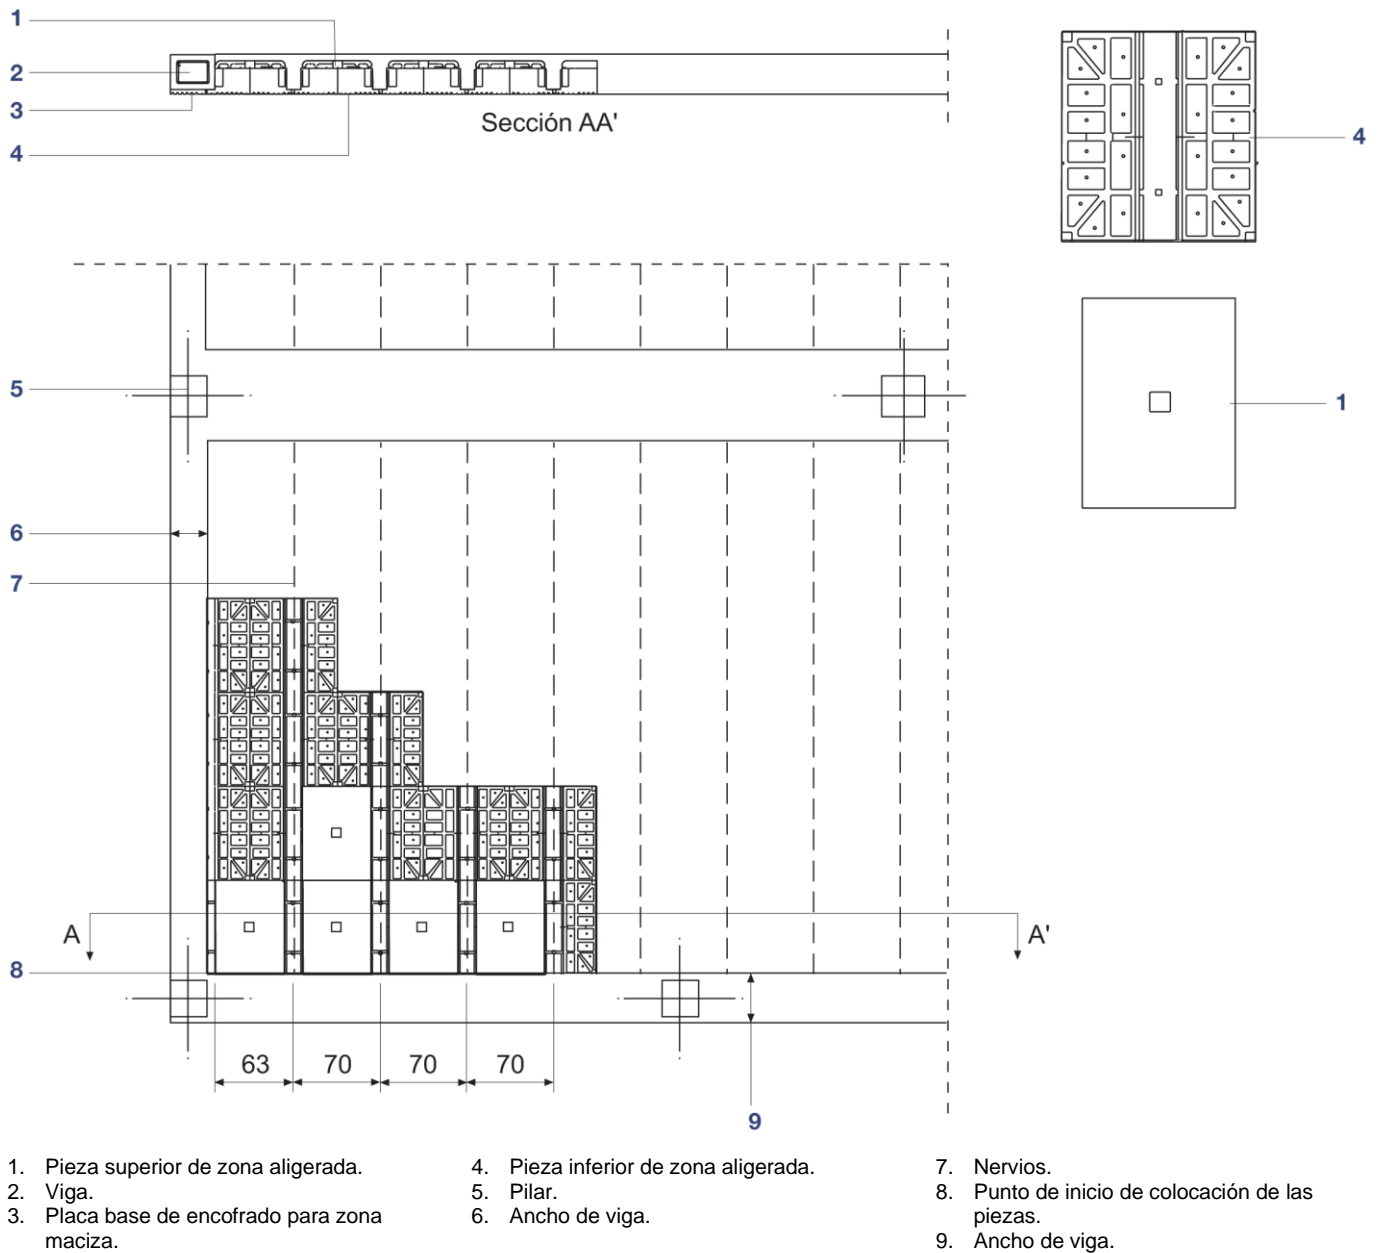 1
2
3
Sección AA'
4
4
1
5
6
7
A
A'
8
63
70
70
70
9
1. Pieza superior de zona aligerada.
2. Viga.
3. Placa base de encofrado para zona
maciza.
4. Pieza inferior de zona aligerada.
5. Pilar.
6. Ancho de viga.
7. Nervios.
8. Punto de inicio de colocación de las
piezas.
9. Ancho de viga.